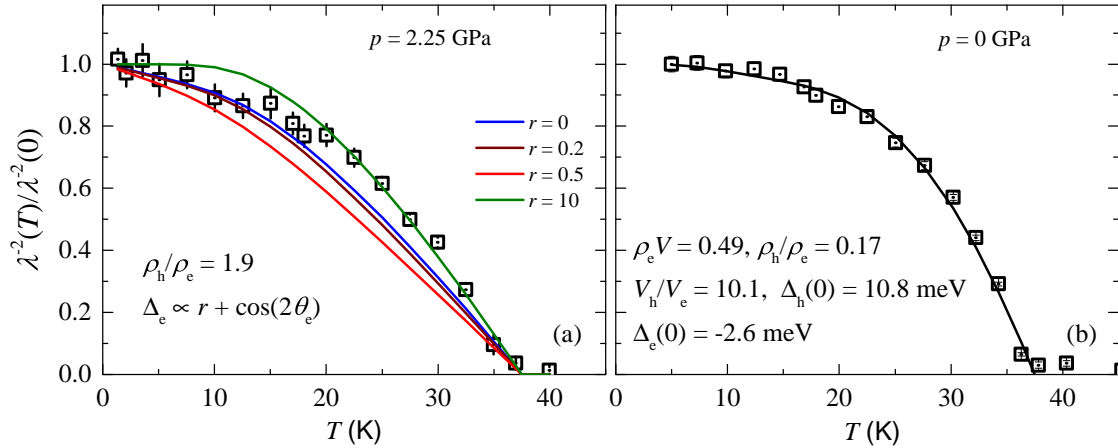 p = 2.25 GPa
1.0
0.8
0.6
0.4
0.2
0.0
λ⁻²(T)/λ⁻²(0)
r = 0
r = 0.2
r = 0.5
r = 10
ρh/ρe = 1.9
Δe ∝ r + cos(2θe)
(a)
0 10 20 30 40
T (K)
p = 0 GPa
ρeV = 0.49, ρh/ρe = 0.17
Vh/Ve = 10.1, Δh(0) = 10.8 meV
Δe(0) = -2.6 meV
(b)
0 10 20 30 40
T (K)